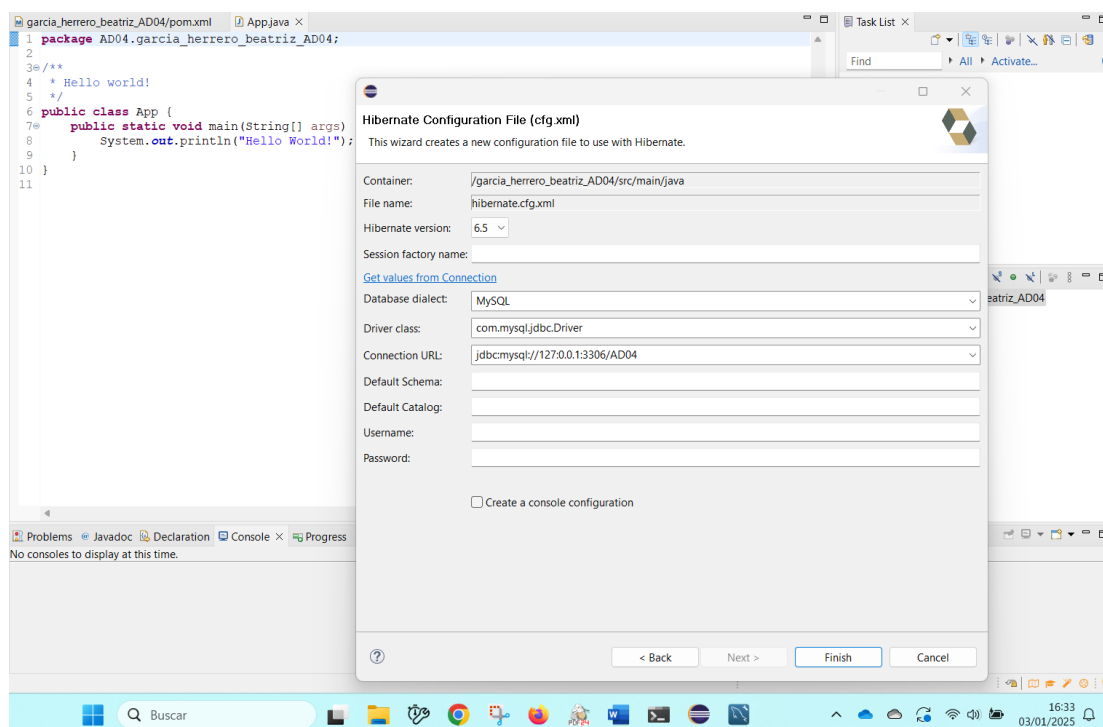 garcia_herrero_beatriz_AD04/pom.xml App.java Task List
1 package AD04.garcia_herrero_beatriz_AD04;
2
3 /**
4 * Hello world!
5 */
6 public class App {
7 public static void main(String[] args)
8 System.out.println("Hello World!");
9 }
10 }
11
Find All Activate...
Hibernate Configuration File (cfg.xml)
This wizard creates a new configuration file to use with Hibernate.
Container: /garcia_herrero_beatriz_AD04/src/main/java
File name: hibernate.cfg.xml
Hibernate version: 6.5
Session factory name:
Get values from Connection
Database dialect: MySQL
Driver class: com.mysql.jdbc.Driver
Connection URL: jdbc:mysql://127:0.0.1:3306/AD04
Default Schema:
Default Catalog:
Username:
Password:
Create a console configuration
eatriz_AD04
Problems Javadoc Declaration Console Progress
No consoles to display at this time.
< Back Next > Finish Cancel
Buscar
16:33
03/01/2025